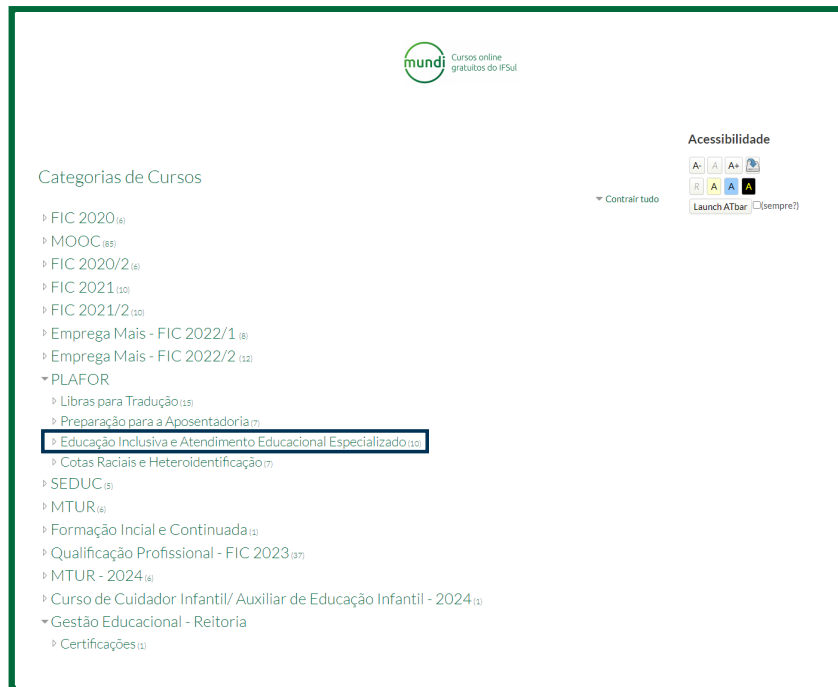 mundi
Cursos online
gratuitos do IFSul
Acessibilidade
A- A A+
R A A A
Launch ATbar (sempre?)
Categorias de Cursos
Contrair tudo
FIC 2020 (6)
MOOC (85)
FIC 2020/2 (6)
FIC 2021 (10)
FIC 2021/2 (10)
Emprega Mais - FIC 2022/1 (8)
Emprega Mais - FIC 2022/2 (12)
PLAFOR
Libras para Tradução (15)
Preparação para a Aposentadoria (7)
Educação Inclusiva e Atendimento Educacional Especializado (10)
Cotas Raciais e Heteroidentificação (7)
SEDUC (5)
MTUR (6)
Formação Incial e Continuada (1)
Qualificação Profissional - FIC 2023 (37)
MTUR - 2024 (6)
Curso de Cuidador Infantil/ Auxiliar de Educação Infantil - 2024 (1)
Gestão Educacional - Reitoria
Certificações (1)